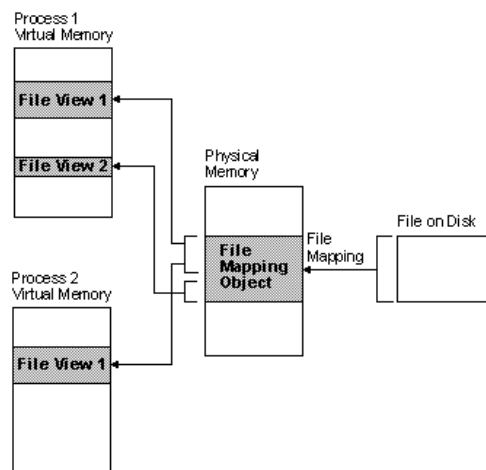 Process 1
Virtual Memory
File View 1
File View 2
Physical
Memory
File on Disk
File
Mapping
File
Mapping
Object
Process 2
Virtual Memory
File View 1